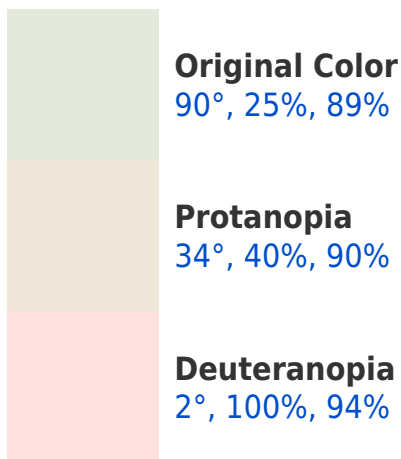 Original Color
90°, 25%, 89%
Protanopia
34°, 40%, 90%
Deuteranopia
2°, 100%, 94%